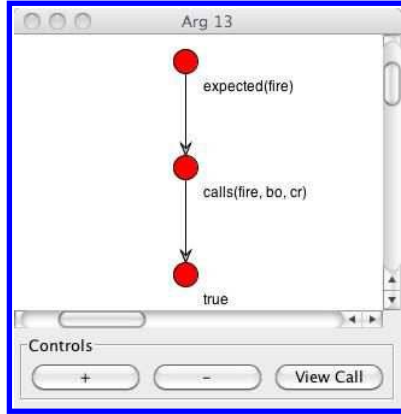 Arg 13
expected(fire)
calls(fire, bo, cr)
true
Controls
+
-
View Call